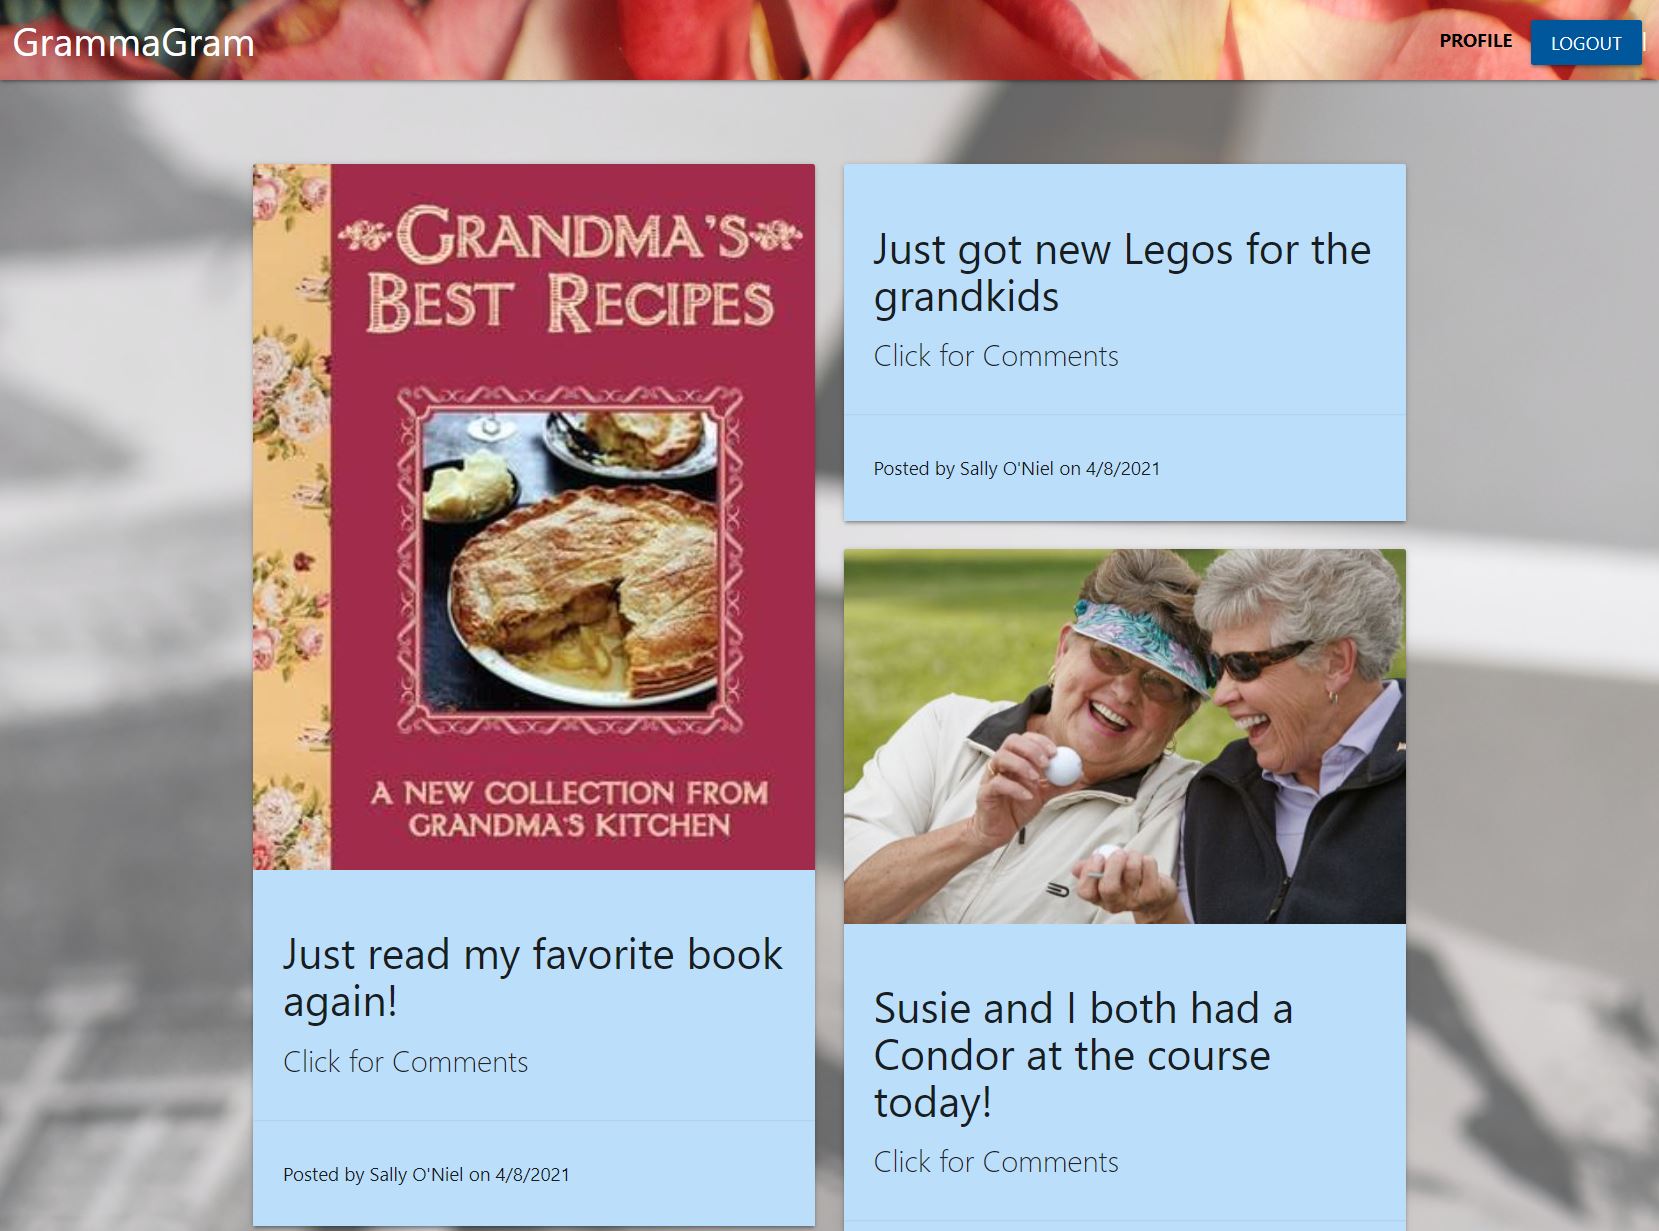 GrammaGram
PROFILE
LOGOUT
GRANDMA'S
BEST RECIPES
A NEW COLLECTION FROM
GRANDMA'S KITCHEN
Just read my favorite book
again!
Click for Comments
Posted by Sally O'Niel on 4/8/2021
Just got new Legos for the
grandkids
Click for Comments
Posted by Sally O'Niel on 4/8/2021
Susie and I both had a
Condor at the course
today!
Click for Comments